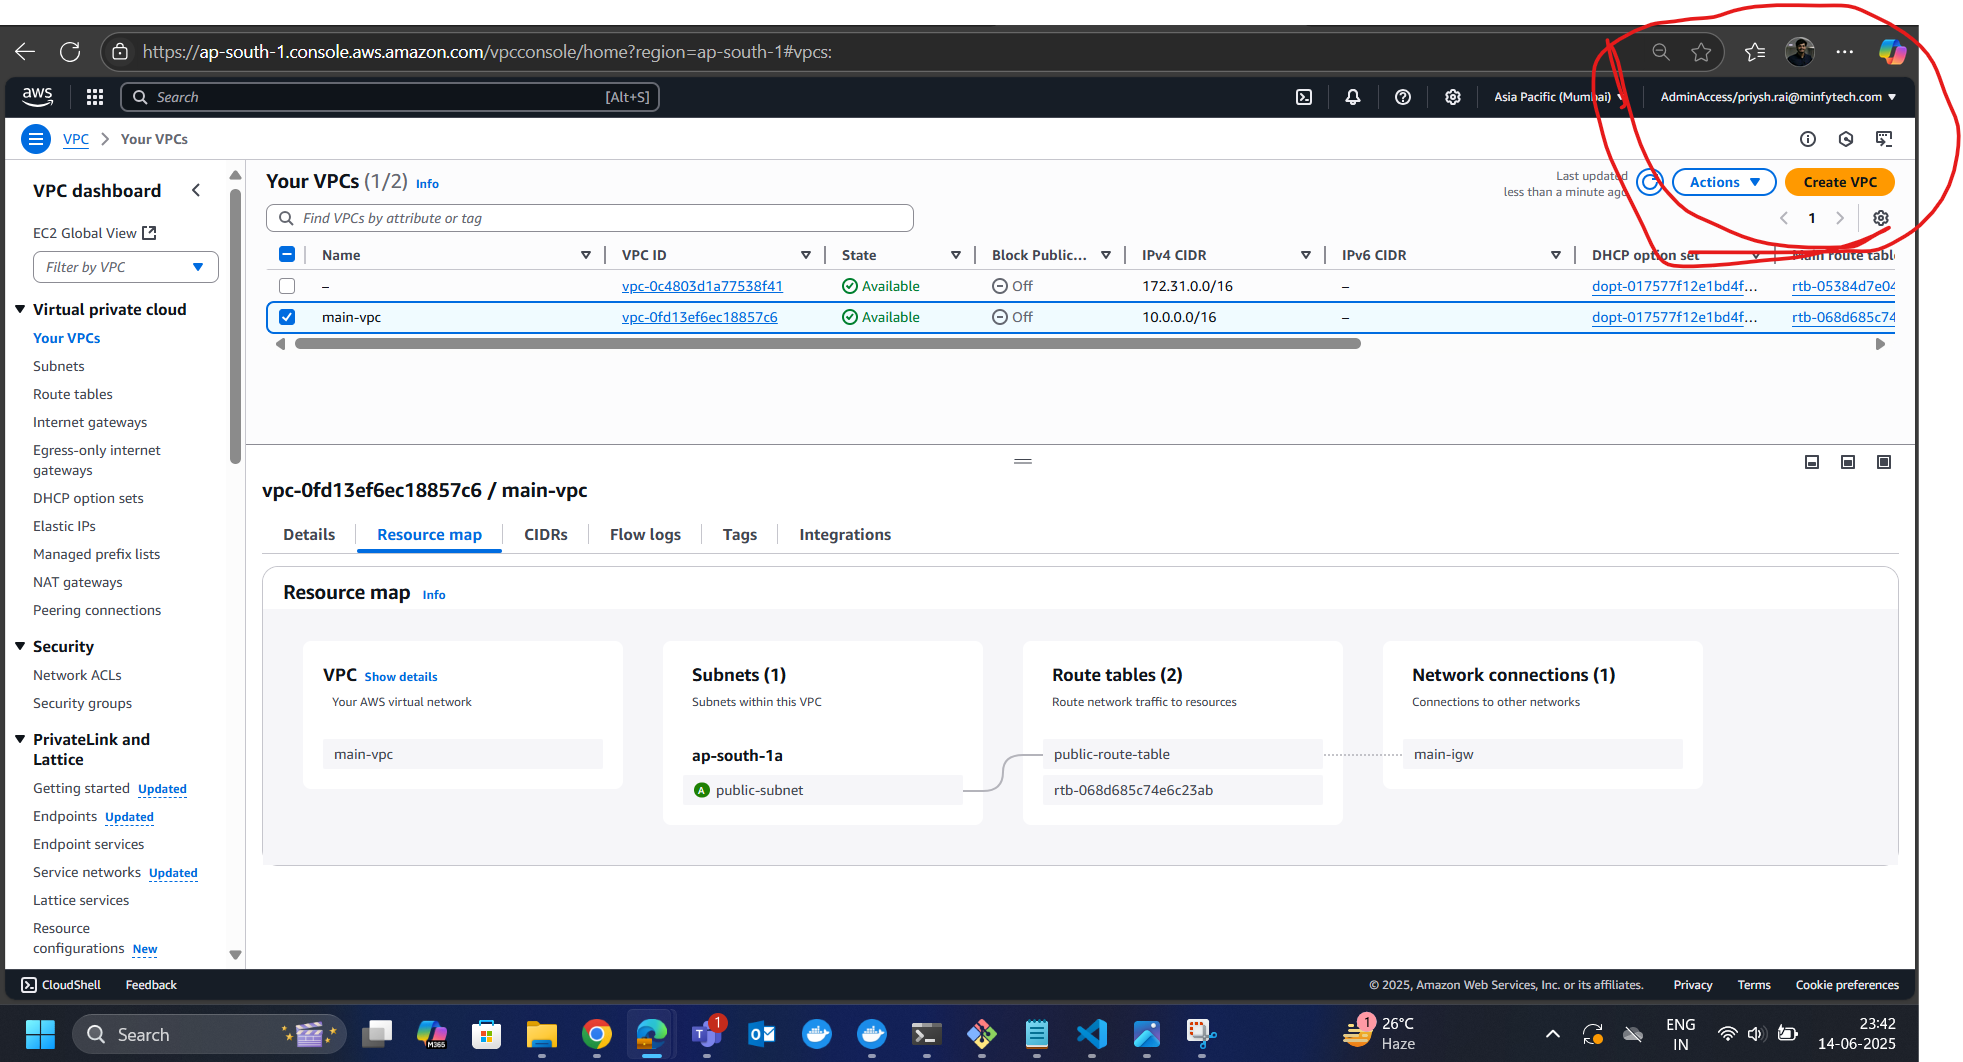 https://ap-south-1.console.aws.amazon.com/vpcconsole/home?region=ap-south-1#vpcs:
aws
Search [Alt+S]
Asia Pacific (Mumbai)
AdminAccess/priysh.rai@minfytech.com
VPC > Your VPCs
VPC dashboard
EC2 Global View
Filter by VPC
Virtual private cloud
Your VPCs
Subnets
Route tables
Internet gateways
Egress-only internet
gateways
DHCP option sets
Elastic IPs
Managed prefix lists
NAT gateways
Peering connections
Security
Network ACLs
Security groups
PrivateLink and
Lattice
Getting started Updated
Endpoints Updated
Endpoint services
Service networks Updated
Lattice services
Resource
configurations New
Your VPCs (1/2) Info
Last updated
less than a minute ago
Actions
Create VPC
Find VPCs by attribute or tag
1
Name VPC ID State Block Public... IPv4 CIDR IPv6 CIDR DHCP option set Main route tabl
– vpc-0c4803d1a77538f41 Available Off 172.31.0.0/16 – dopt-017577f12e1bd4f... rtb-05384d7e04
main-vpc vpc-0fd13ef6ec18857c6 Available Off 10.0.0.0/16 – dopt-017577f12e1bd4f... rtb-068d685c74
vpc-0fd13ef6ec18857c6 / main-vpc
Details Resource map CIDRs Flow logs Tags Integrations
Resource map Info
VPC Show details
Your AWS virtual network
main-vpc
Subnets (1)
Subnets within this VPC
ap-south-1a
A public-subnet
Route tables (2)
Route network traffic to resources
public-route-table
rtb-068d685c74e6c23ab
Network connections (1)
Connections to other networks
main-igw
CloudShell Feedback
© 2025, Amazon Web Services, Inc. or its affiliates. Privacy Terms Cookie preferences
Search
M365
1
1
26°C
Haze
ENG
IN
23:42
14-06-2025